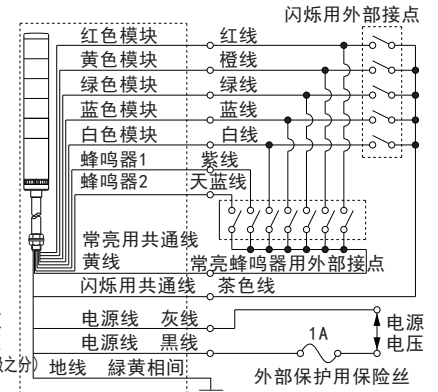 闪烁用外部接点
红色模块 红线
黄色模块 橙线
绿色模块 绿线
蓝色模块 蓝线
白色模块 白线
蜂鸣器1 紫线
蜂鸣器2 天蓝线
常亮用共通线
黄线 常亮蜂鸣器用外部接点
闪烁用共通线 茶色线
电源线 灰线
1A 电源
电源线 黑线 电压
级之分)
地线 緑黄相间
外部保护用保险丝